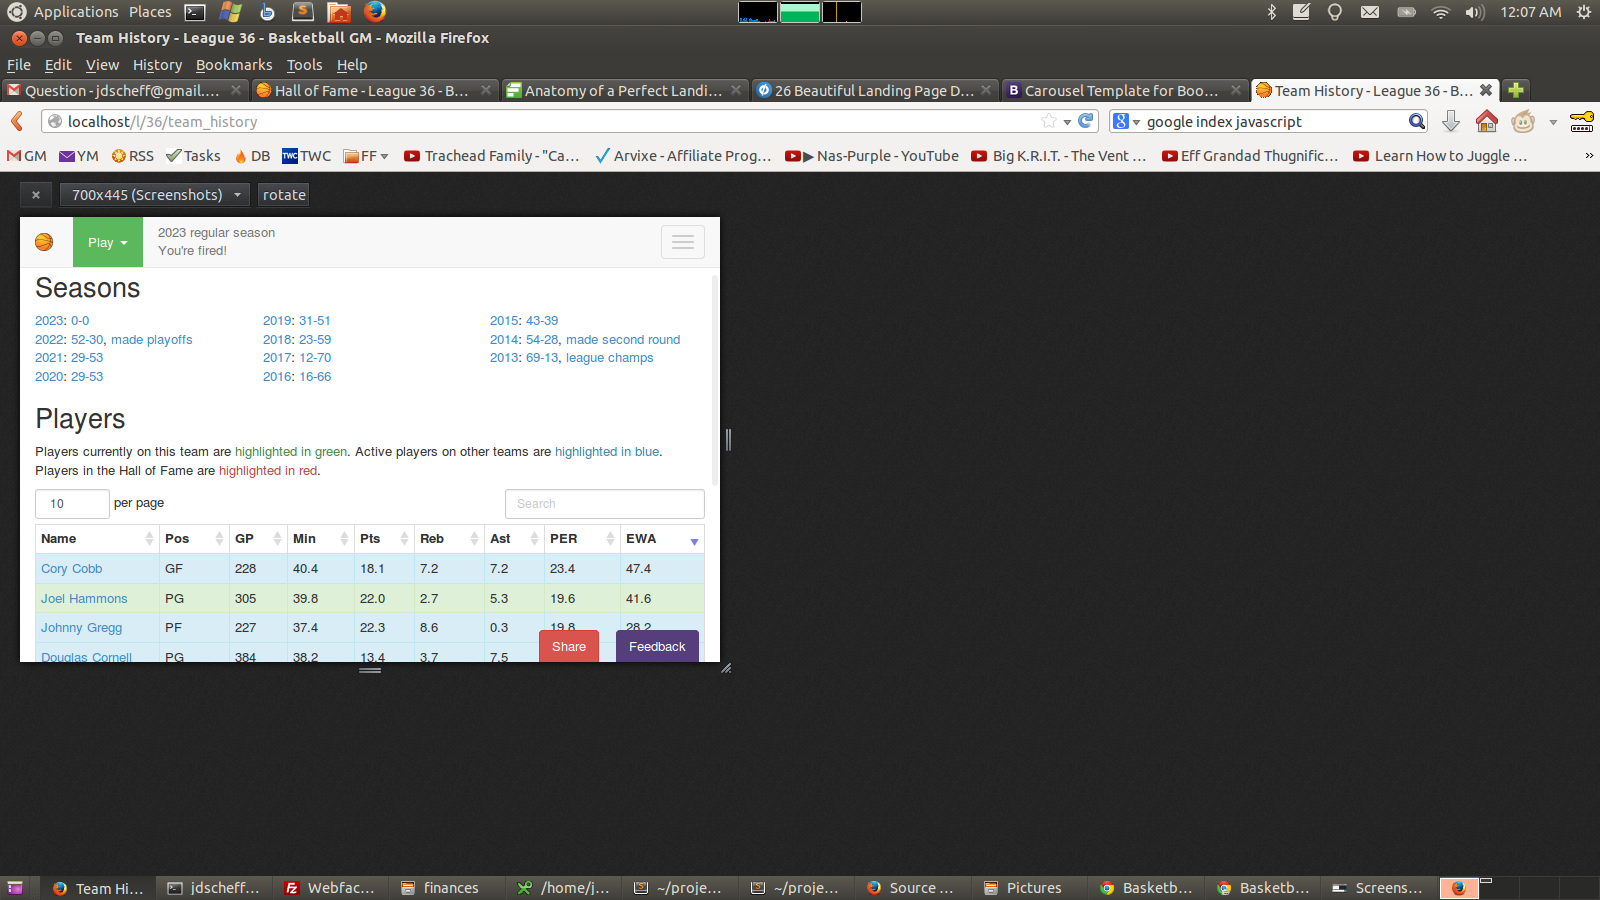 Applications Places 12:07 AM
Team History - League 36 - Basketball GM - Mozilla Firefox
File Edit View History Bookmarks Tools Help
Question - jdscheff@gmail.... Hall of Fame - League 36 - B... Anatomy of a Perfect Landi... 26 Beautiful Landing Page D... B Carousel Template for Boo... Team History - League 36 - B...
localhost/l/36/team_history 8 google index javascript
GM YM RSS Tasks DB TWC TWC FF Trachead Family - "Ca... Arvixe - Affiliate Prog... ▶ Nas-Purple - YouTube Big K.R.I.T. - The Vent ... Eff Grandad Thugnific... Learn How to Juggle ... »
× 700x445 (Screenshots) rotate
Play 2023 regular season
You're fired!
Seasons
2023: 0-0 2019: 31-51 2015: 43-39
2022: 52-30, made playoffs 2018: 23-59 2014: 54-28, made second round
2021: 29-53 2017: 12-70 2013: 69-13, league champs
2020: 29-53 2016: 16-66
Players
Players currently on this team are highlighted in green. Active players on other teams are highlighted in blue.
Players in the Hall of Fame are highlighted in red.
10 per page Search
Name Pos GP Min Pts Reb Ast PER EWA
Cory Cobb GF 228 40.4 18.1 7.2 7.2 23.4 47.4
Joel Hammons PG 305 39.8 22.0 2.7 5.3 19.6 41.6
Johnny Gregg PF 227 37.4 22.3 8.6 0.3 19.8 28.2
Douglas Cornell PG 384 38.2 13.4 3.7 7.5
Share Feedback
Team Hi... jdscheff... Webfac... finances /home/j... ~/proje... ~/proje... Source ... Pictures Basketb... Basketb... Screens...